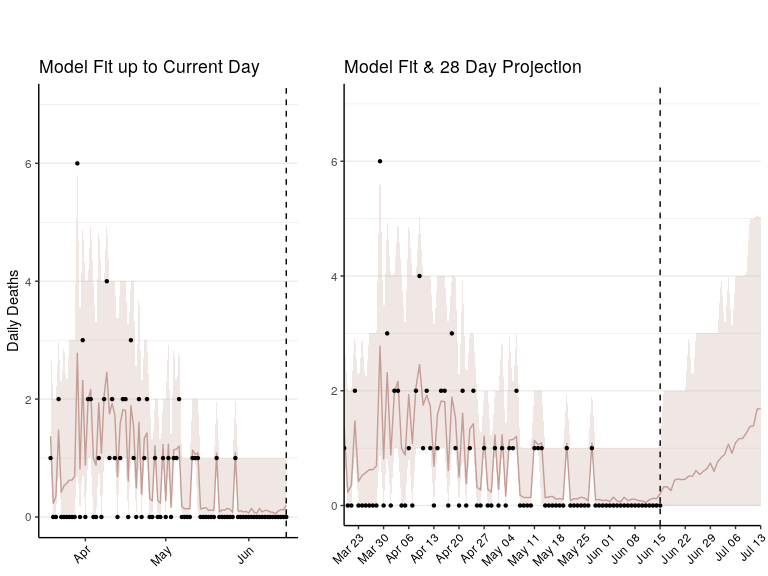 Model Fit up to Current Day
Daily Deaths
6
4
2
0
Apr
May
Jun
Model Fit & 28 Day Projection
6
4
2
0
Mar 23
Mar 30
Apr 06
Apr 13
Apr 20
Apr 27
May 04
May 11
May 18
May 25
Jun 01
Jun 08
Jun 15
Jun 22
Jun 29
Jul 06
Jul 13